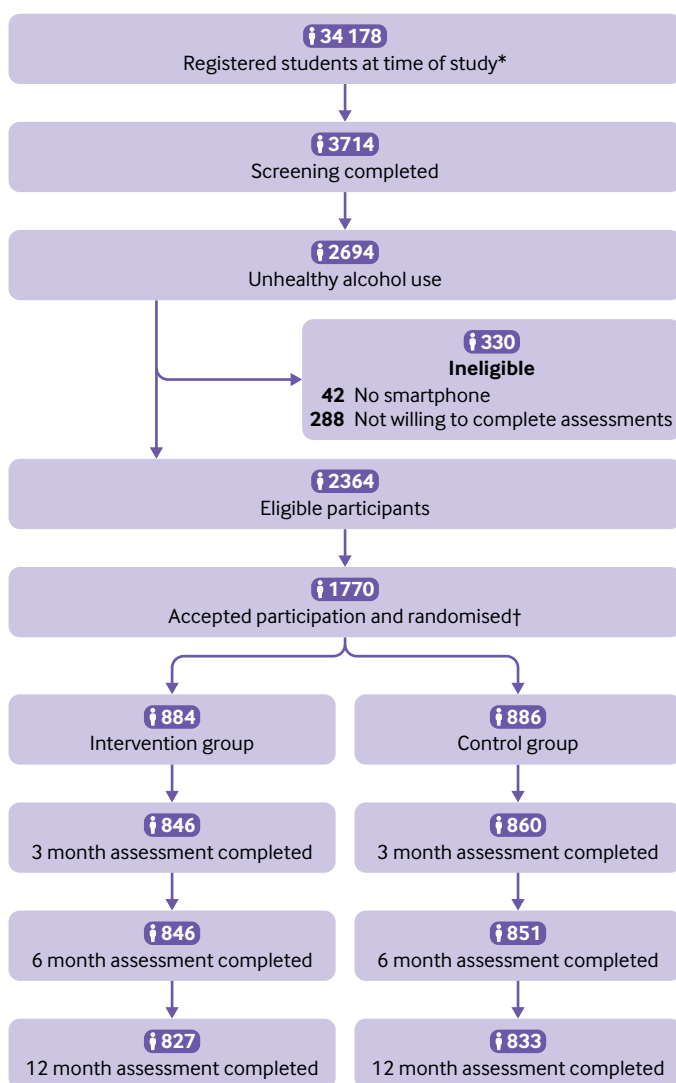 34 178
Registered students at time of study*
3714
Screening completed
2694
Unhealthy alcohol use
330
Ineligible
42 No smartphone
288 Not willing to complete assessments
2364
Eligible participants
1770
Accepted participation and randomised†
884
Intervention group
886
Control group
846
3 month assessment completed
860
3 month assessment completed
846
6 month assessment completed
851
6 month assessment completed
827
12 month assessment completed
833
12 month assessment completed